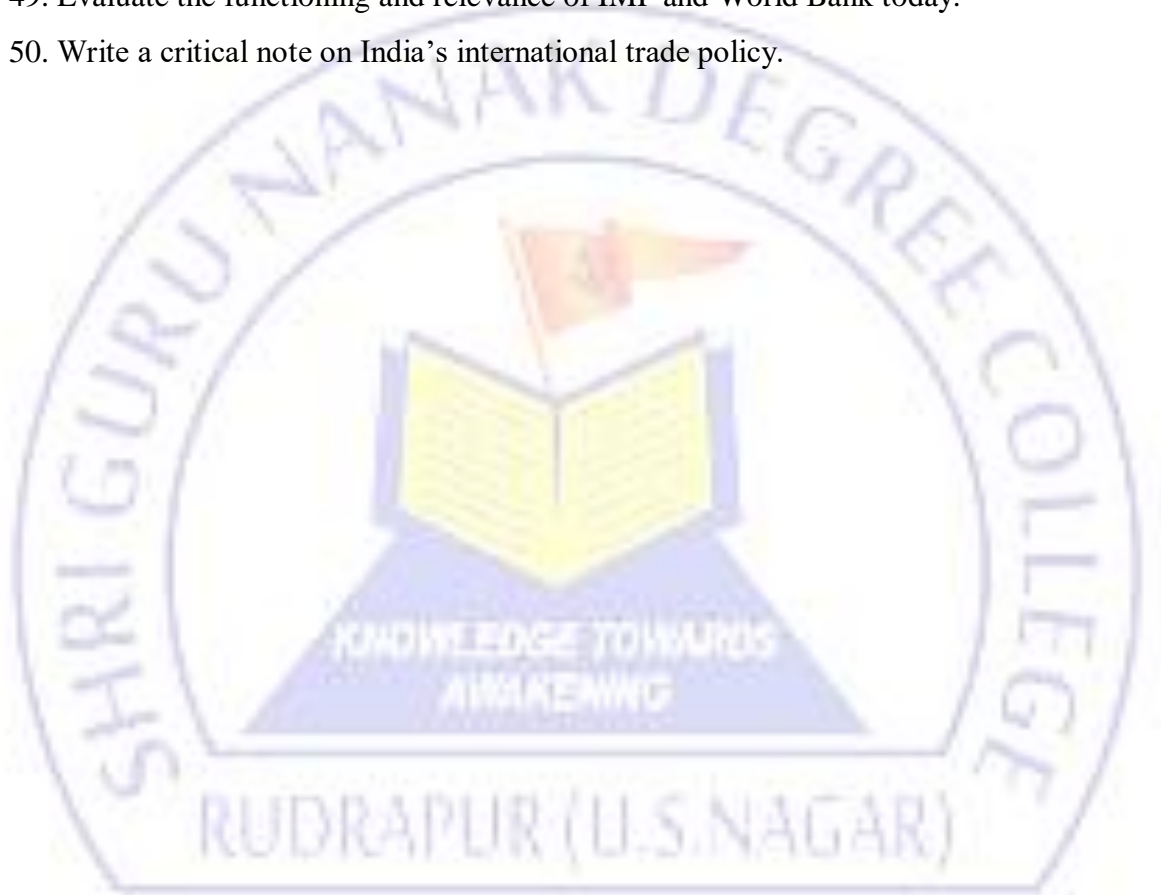 49. Evaluate the functioning and relevance of IMF and World Bank today.
50. Write a critical note on India’s international trade policy.
SHRI GURU NANAK DEGREE COLLEGE
KNOWLEDGE TOWARDS
AWAKENING
RUDRAPUR (U.S.NAGAR)